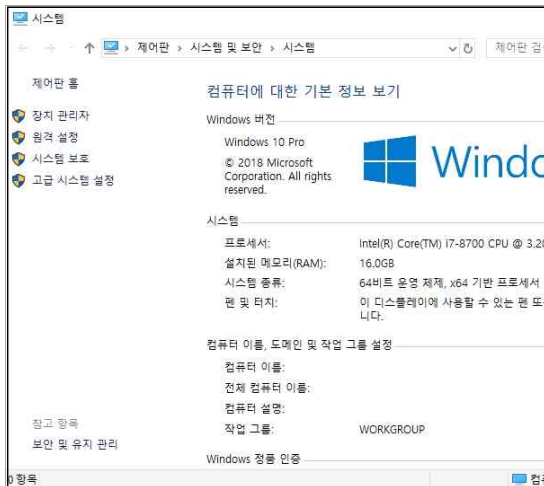 시스템
제어판 › 시스템 및 보안 › 시스템
제어판 검색
제어판 홈
장치 관리자
원격 설정
시스템 보호
고급 시스템 설정
컴퓨터에 대한 기본 정보 보기
Windows 버전
Windows 10 Pro
© 2018 Microsoft
Corporation. All rights
reserved.
Windo
시스템
프로세서: Intel(R) Core(TM) i7-8700 CPU @ 3.20
설치된 메모리(RAM): 16.0GB
시스템 종류: 64비트 운영 체제, x64 기반 프로세서
펜 및 터치: 이 디스플레이에 사용할 수 있는 펜 또
니다.
컴퓨터 이름, 도메인 및 작업 그룹 설정
컴퓨터 이름:
전체 컴퓨터 이름:
컴퓨터 설명:
작업 그룹: WORKGROUP
Windows 정품 인증
참고 항목
보안 및 유지 관리
0 항목
컴퓨